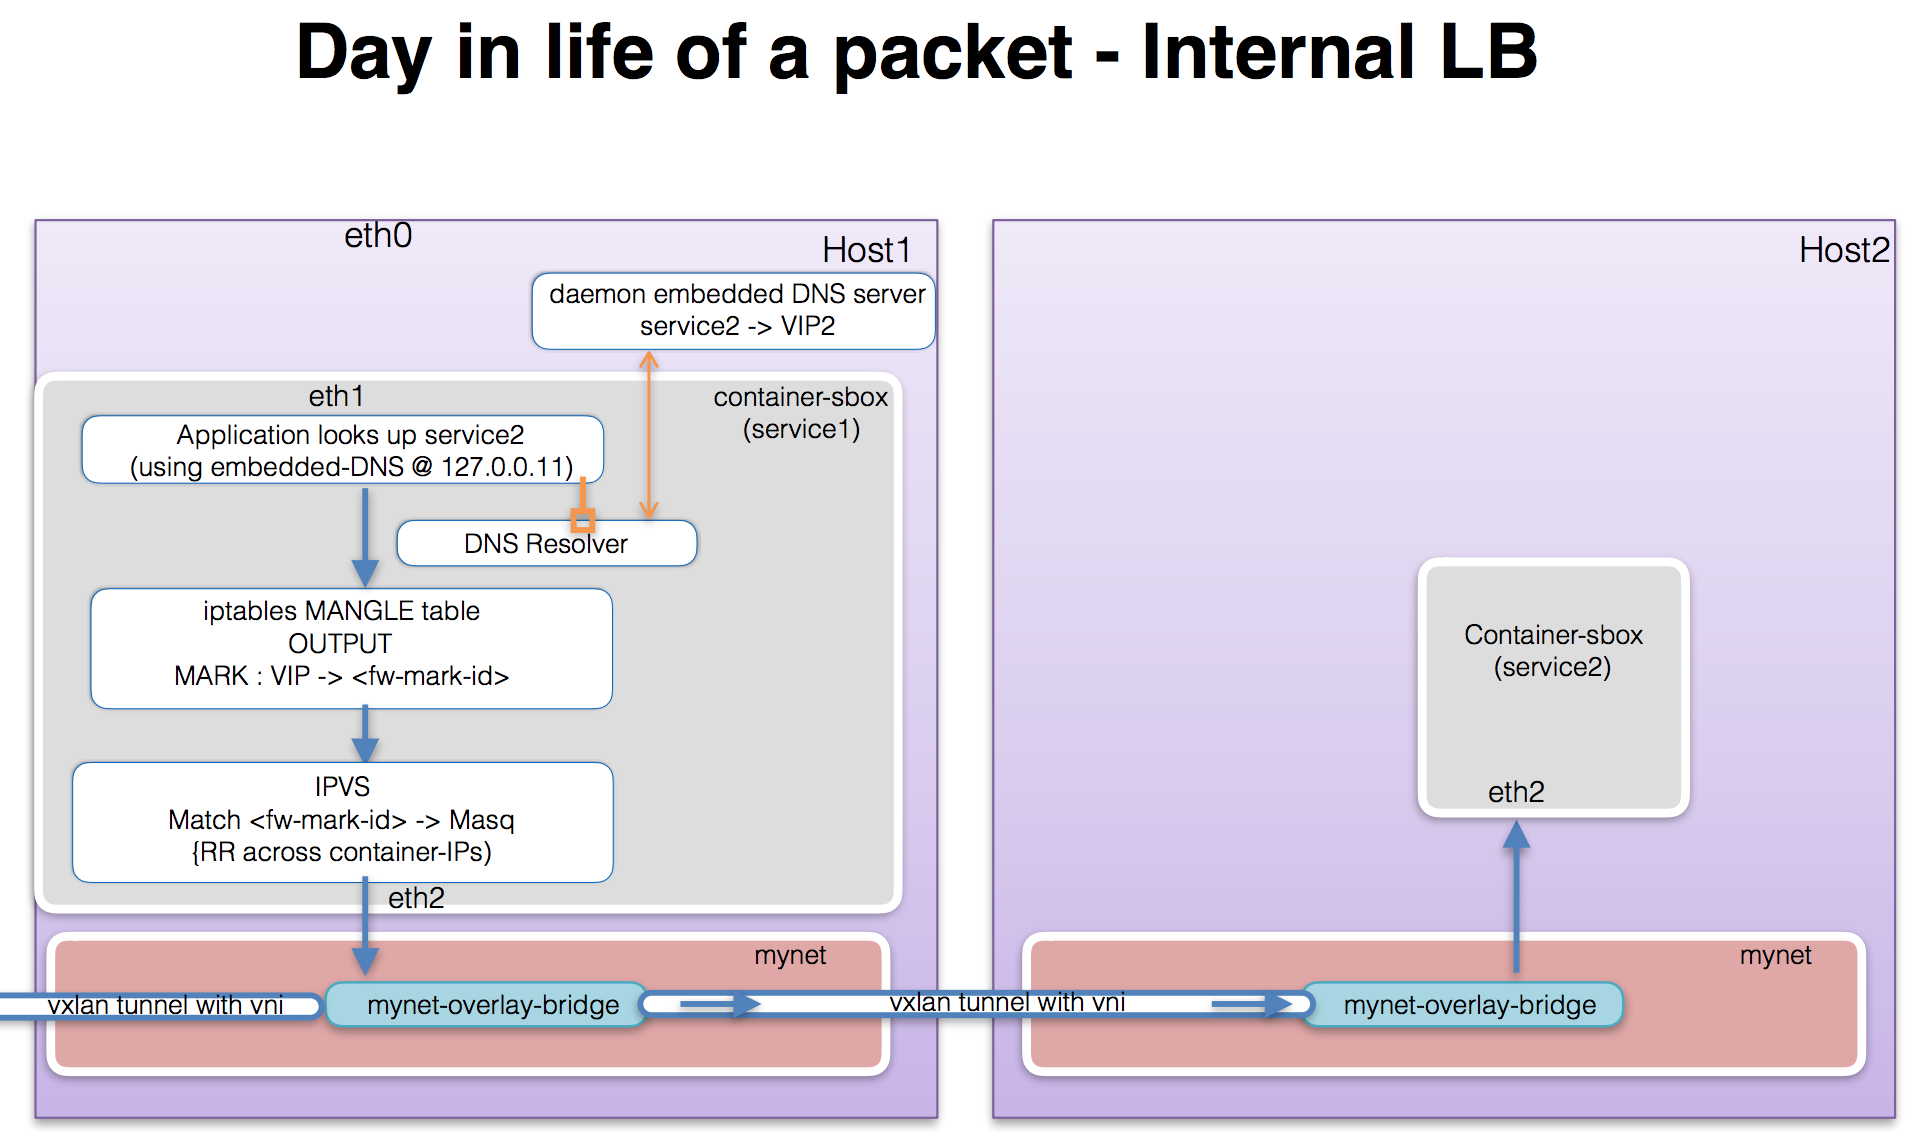 Day in life of a packet - Internal LB
eth0
Host1
daemon embedded DNS server
service2 -> VIP2
eth1
container-sbox
(service1)
Application looks up service2
(using embedded-DNS @ 127.0.0.11)
DNS Resolver
iptables MANGLE table
OUTPUT
MARK : VIP -> <fw-mark-id>
IPVS
Match <fw-mark-id> -> Masq
{RR across container-IPs)
eth2
mynet
vxlan tunnel with vni
mynet-overlay-bridge
vxlan tunnel with vni
Host2
Container-sbox
(service2)
eth2
mynet
mynet-overlay-bridge